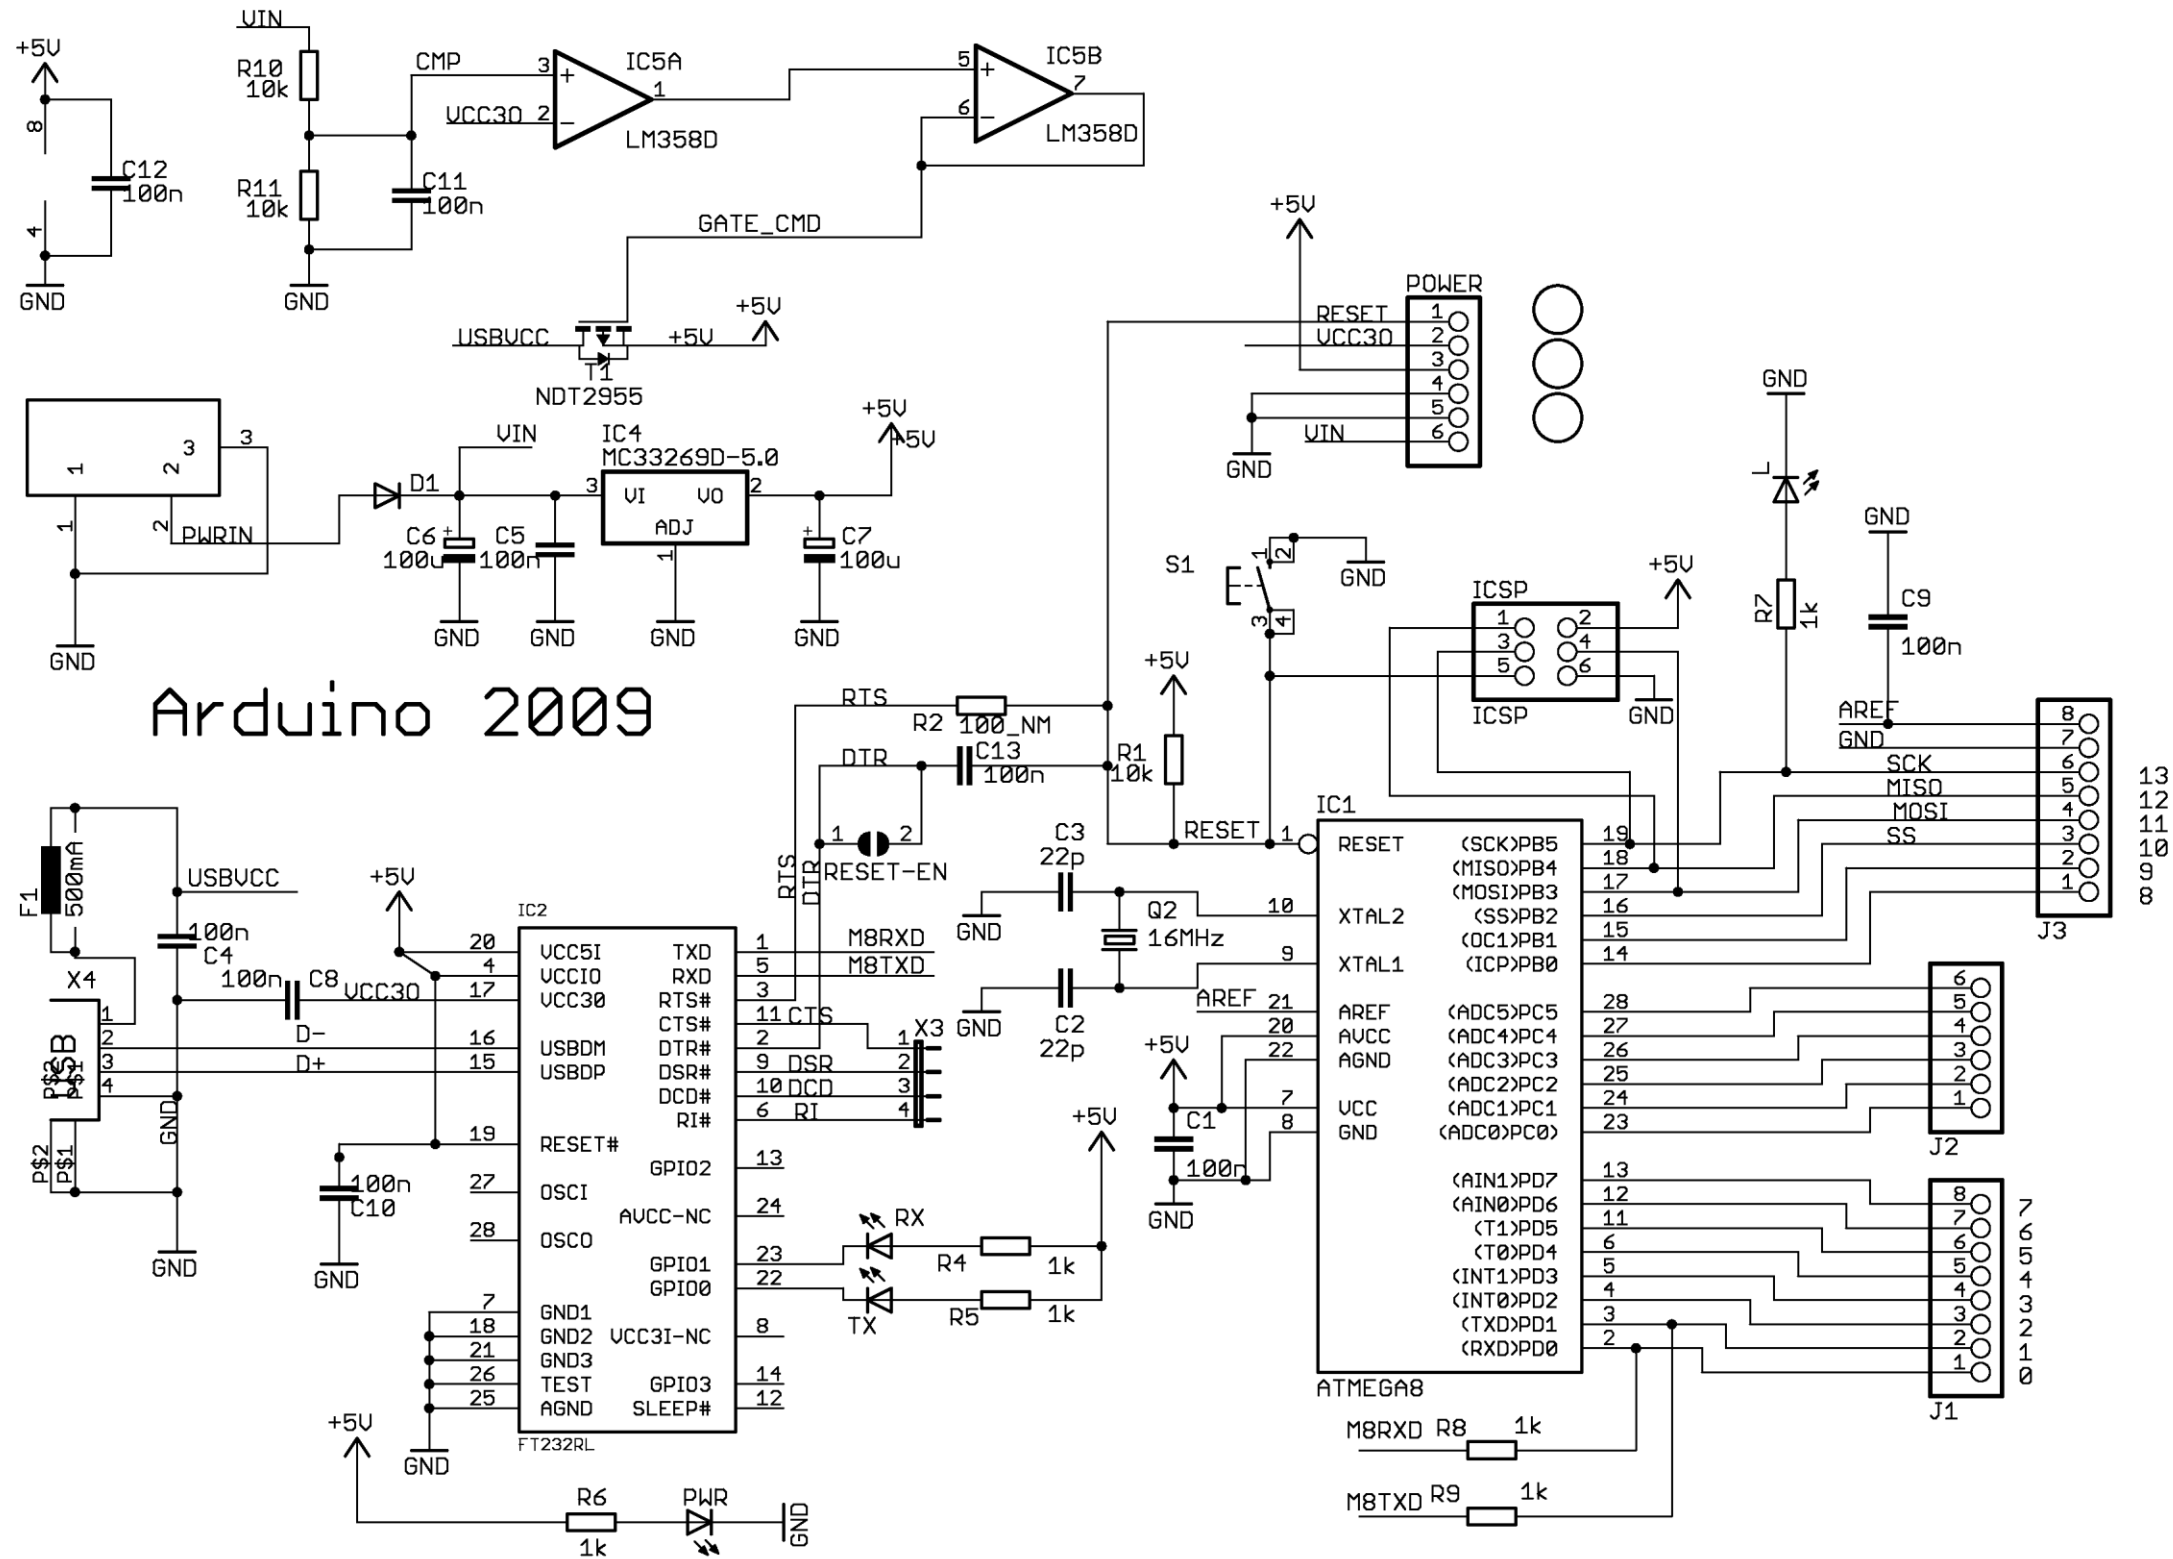 +5V
8
4
C12
100n
GND
VIN
R10
10k
R11
10k
C11
100n
GND
CMP
VCC3O
3
2
+
-
1
IC5A
LM358D
5
6
+
-
7
IC5B
LM358D
GATE_CMD
USBVCC
+5V
+5V
T1
NDT2955
1
2
3
3
1
2
PWRIN
GND
D1
VIN
C6
100u
+
GND
C5
100n
GND
IC4
MC33269D-5.0
3
VI
VO
2
ADJ
1
GND
+5V
+5V
+
C7
100u
GND
+5V
POWER
RESET
1
VCC3O
2
3
4
5
VIN
6
GND
S1
1
2
3
4
GND
ICSP
1
2
3
4
5
6
ICSP
+5V
GND
GND
L
R7
1k
GND
C9
100n
AREF
8
GND
7
SCK
6
MISO
5
MOSI
4
SS
3
2
1
J3
13
12
11
10
9
8
Arduino 2009
RTS
R2
100_NM
DTR
C13
100n
1
2
RESET-EN
RTS
DTR
+5V
R1
10k
RESET
1
F1
500mA
USBVCC
100n
C4
X4
1
2
3
4
USB
P$2
P$1
P$2
P$1
GND
GND
100n
C8
VCC3O
D-
D+
+5V
100n
C10
GND
IC2
20
VCC5I
4
VCCIO
17
VCC30
16
USBDM
15
USBDP
19
RESET#
27
OSCI
28
OSCO
7
GND1
18
GND2
21
GND3
26
TEST
25
AGND
GND
TXD
1
M8RXD
RXD
5
M8TXD
RTS#
3
CTS#
11
CTS
DTR#
2
DSR#
9
DSR
DCD#
10
DCD
RI#
6
RI
GPIO2
13
AVCC-NC
24
GPIO1
23
GPIO0
22
VCC3I-NC
8
GPIO3
14
SLEEP#
12
FT232RL
X3
1
2
3
4
RX
R4
1k
TX
R5
1k
+5V
+5V
R6
1k
PWR
GND
C3
22p
GND
Q2
16MHz
C2
22p
GND
AREF
+5V
C1
100n
GND
IC1
RESET
10
XTAL2
9
XTAL1
21
AREF
20
AVCC
22
AGND
7
VCC
8
GND
(SCK)PB5
19
(MISO)PB4
18
(MOSI)PB3
17
(SS)PB2
16
(OC1)PB1
15
(ICP)PB0
14
(ADC5)PC5
28
(ADC4)PC4
27
(ADC3)PC3
26
(ADC2)PC2
25
(ADC1)PC1
24
(ADC0)PC0)
23
(AIN1)PD7
13
(AIN0)PD6
12
(T1)PD5
11
(T0)PD4
6
(INT1)PD3
5
(INT0)PD2
4
(TXD)PD1
3
(RXD)PD0
2
ATMEGA8
6
5
4
3
2
1
J2
8
7
6
5
4
3
2
1
J1
7
6
5
4
3
2
1
0
M8RXD
R8
1k
M8TXD
R9
1k